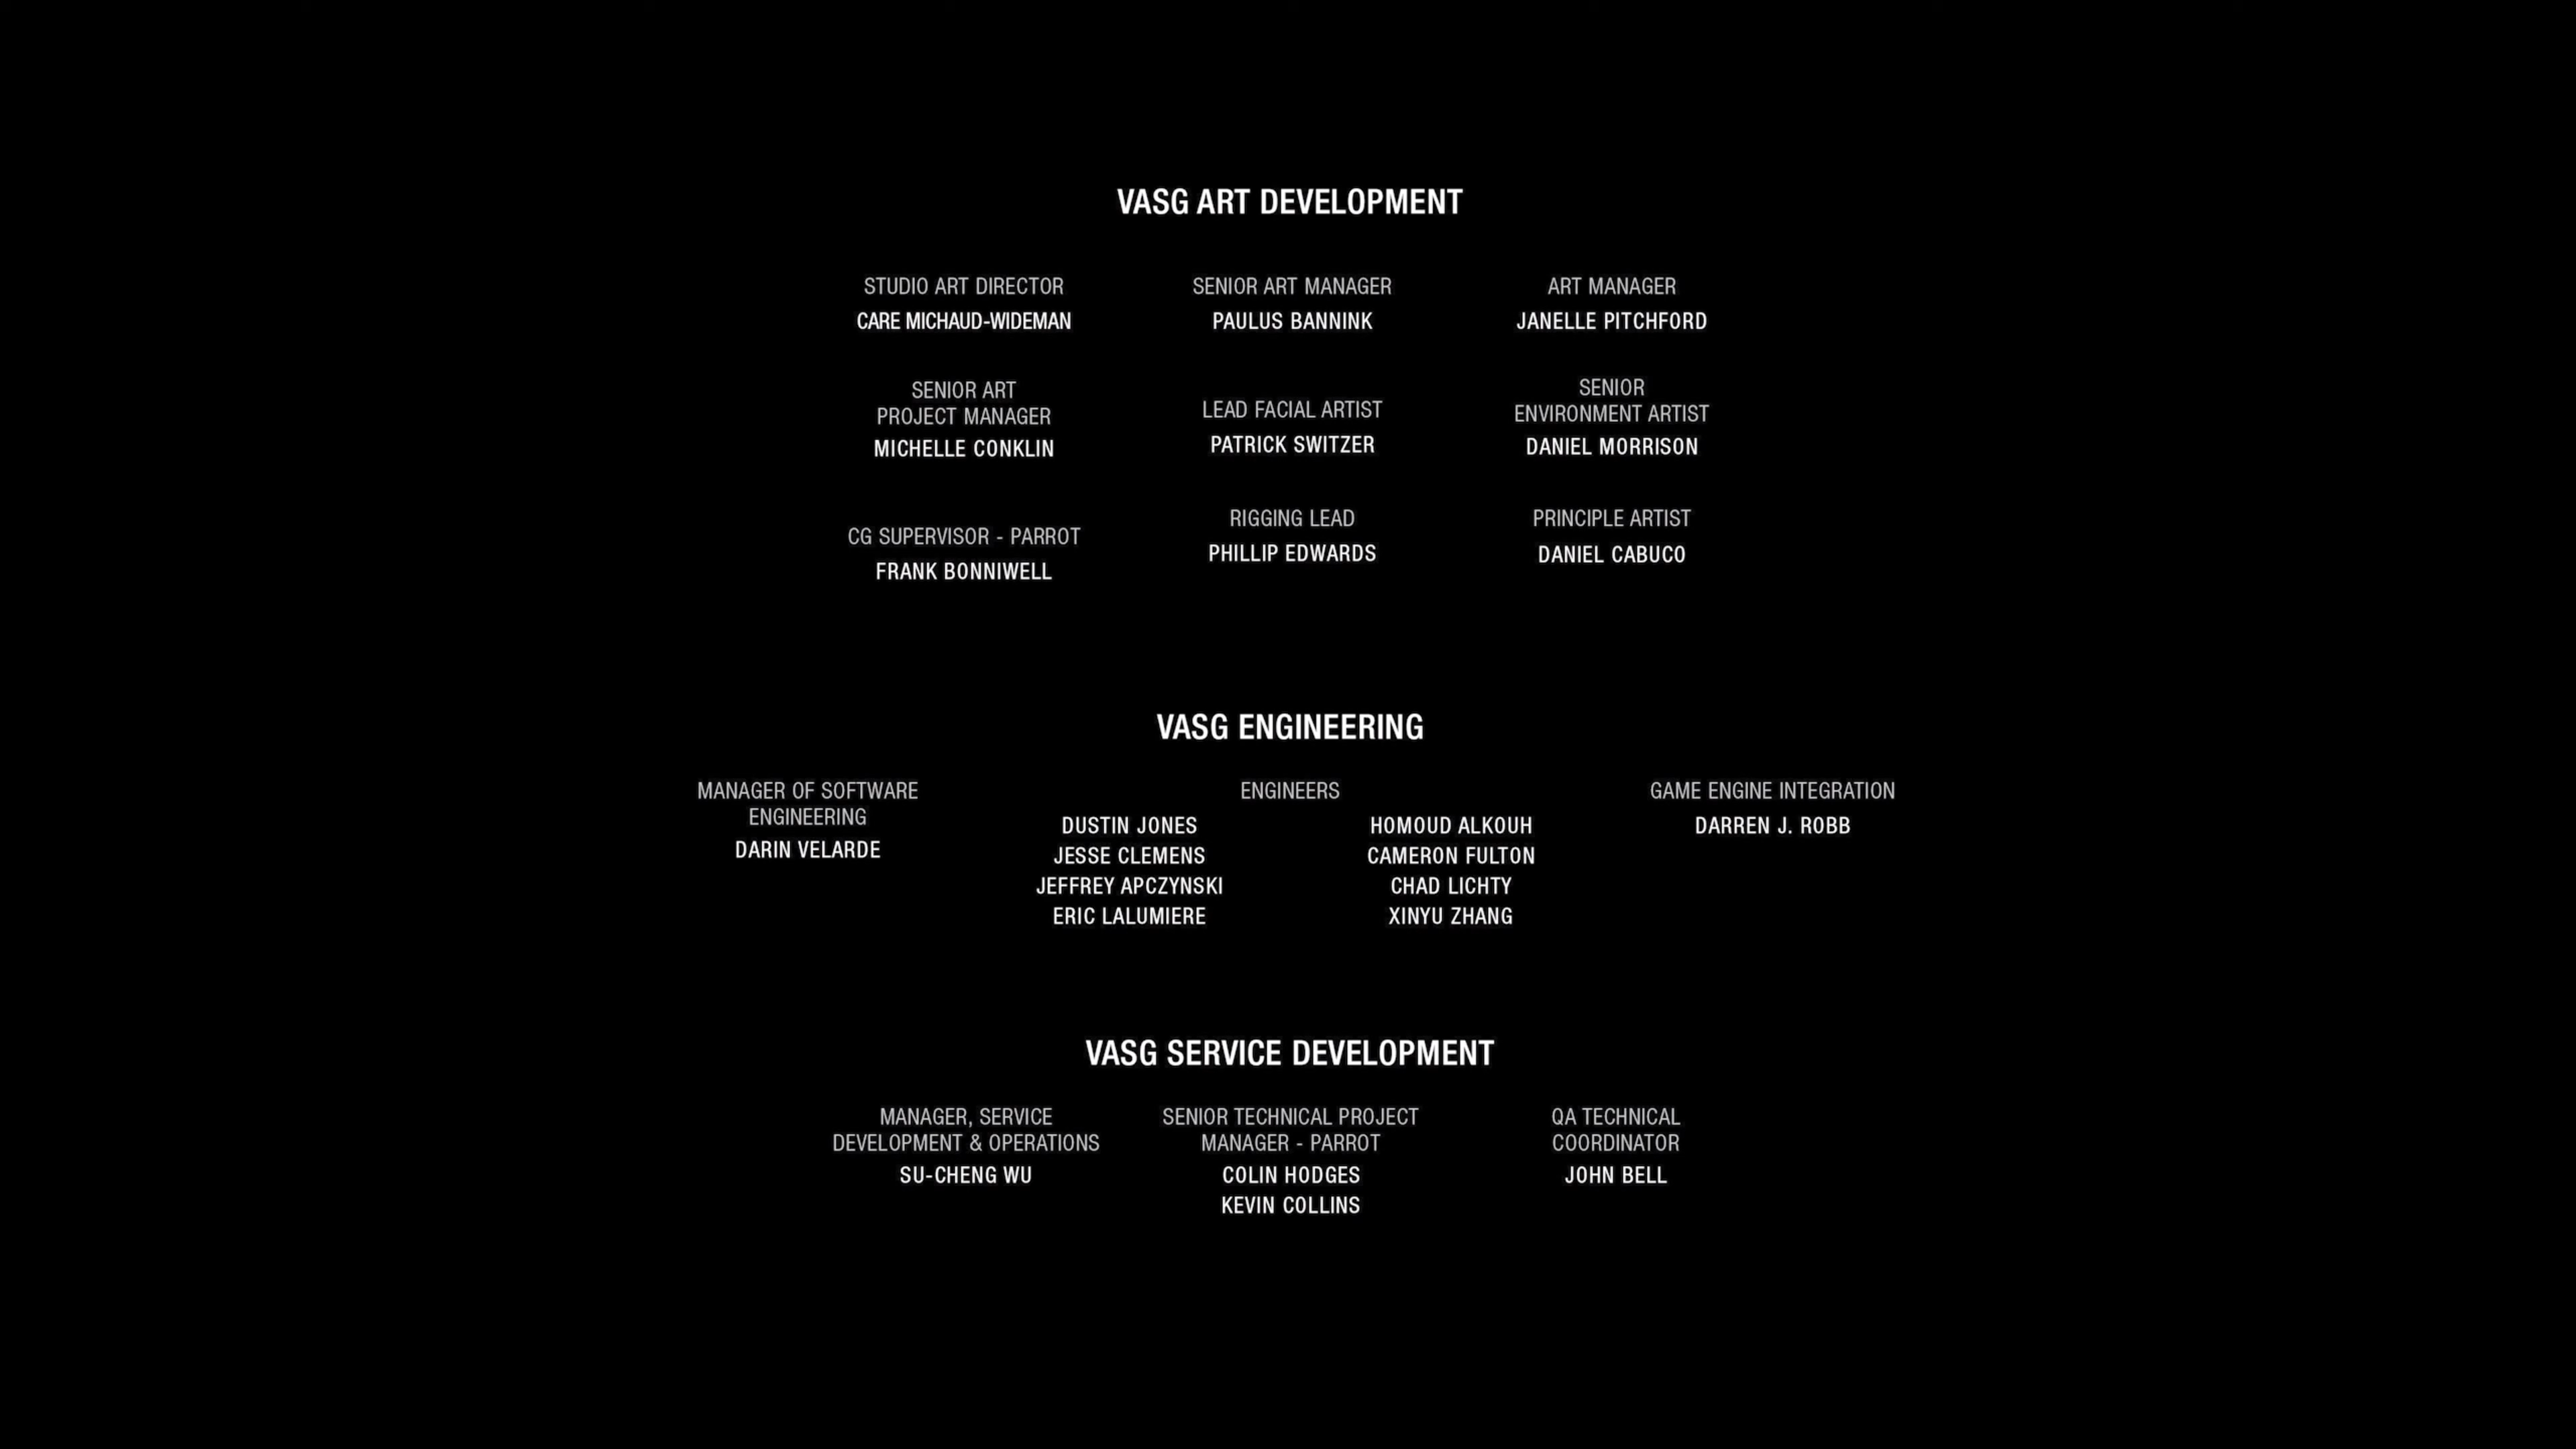 VASG ART DEVELOPMENT
STUDIO ART DIRECTOR
CARE MICHAUD-WIDEMAN
SENIOR ART MANAGER
PAULUS BANNINK
ART MANAGER
JANELLE PITCHFORD
SENIOR ART
PROJECT MANAGER
MICHELLE CONKLIN
LEAD FACIAL ARTIST
PATRICK SWITZER
SENIOR
ENVIRONMENT ARTIST
DANIEL MORRISON
CG SUPERVISOR - PARROT
FRANK BONNIWELL
RIGGING LEAD
PHILLIP EDWARDS
PRINCIPLE ARTIST
DANIEL CABUCO
VASG ENGINEERING
MANAGER OF SOFTWARE
ENGINEERING
DARIN VELARDE
ENGINEERS
DUSTIN JONES
JESSE CLEMENS
JEFFREY APCZYNSKI
ERIC LALUMIERE
HOMOUD ALKOUH
CAMERON FULTON
CHAD LICHTY
XINYU ZHANG
GAME ENGINE INTEGRATION
DARREN J. ROBB
VASG SERVICE DEVELOPMENT
MANAGER, SERVICE
DEVELOPMENT & OPERATIONS
SU-CHENG WU
SENIOR TECHNICAL PROJECT
MANAGER - PARROT
COLIN HODGES
KEVIN COLLINS
QA TECHNICAL
COORDINATOR
JOHN BELL